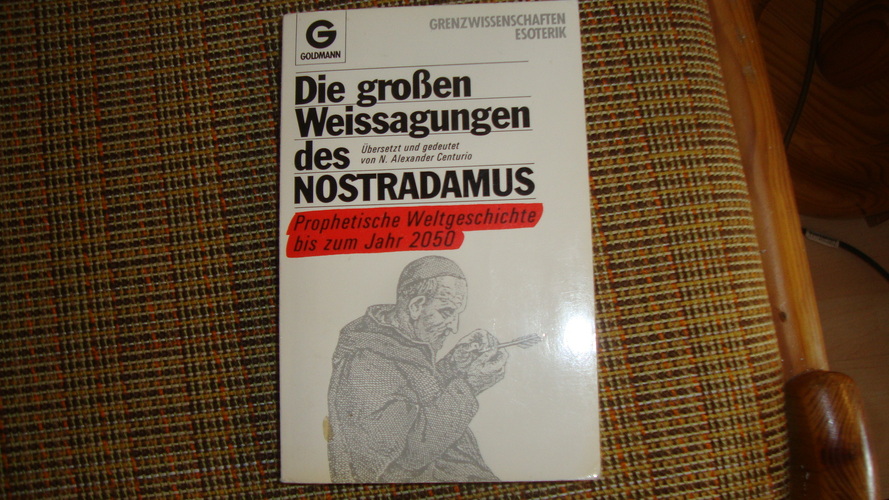 G
GOLDMANN
GRENZWISSENSCHAFTEN
ESOTERIK
Die großen
Weissagungen
des
Übersetzt und gedeutet
von N. Alexander Centurio
NOSTRADAMUS
Prophetische Weltgeschichte
bis zum Jahr 2050